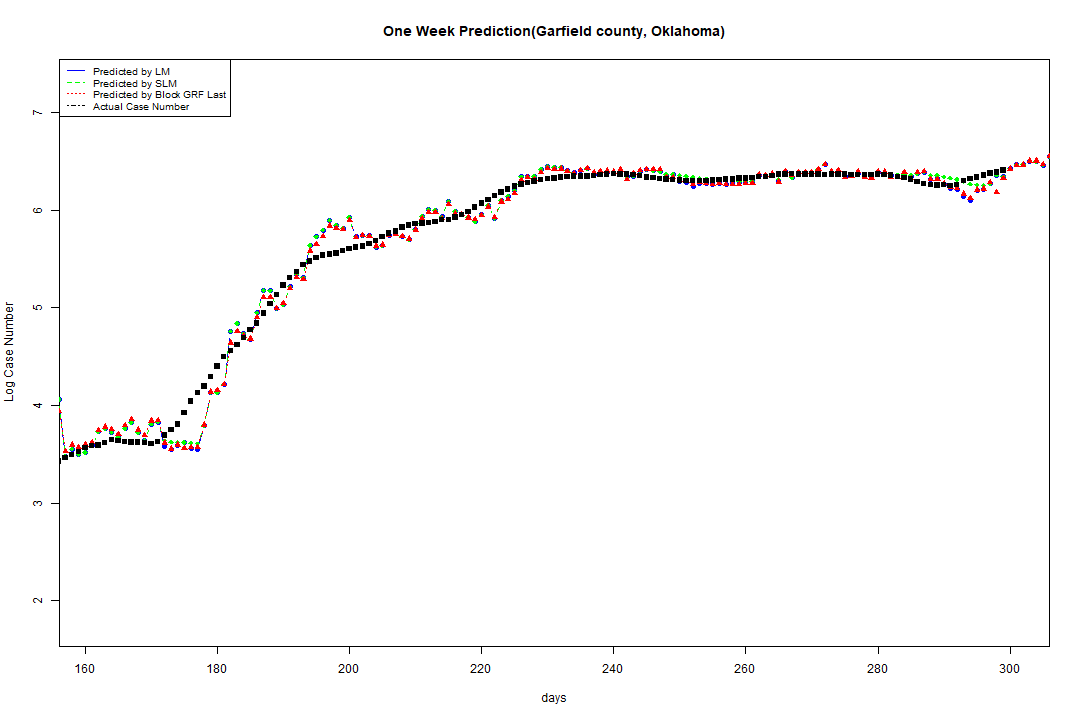 One Week Prediction(Garfield county, Oklahoma)
Predicted by LM
Predicted by SLM
Predicted by Block GRF Last
Actual Case Number
7
6
5
4
3
2
Log Case Number
160 180 200 220 240 260 280 300
days